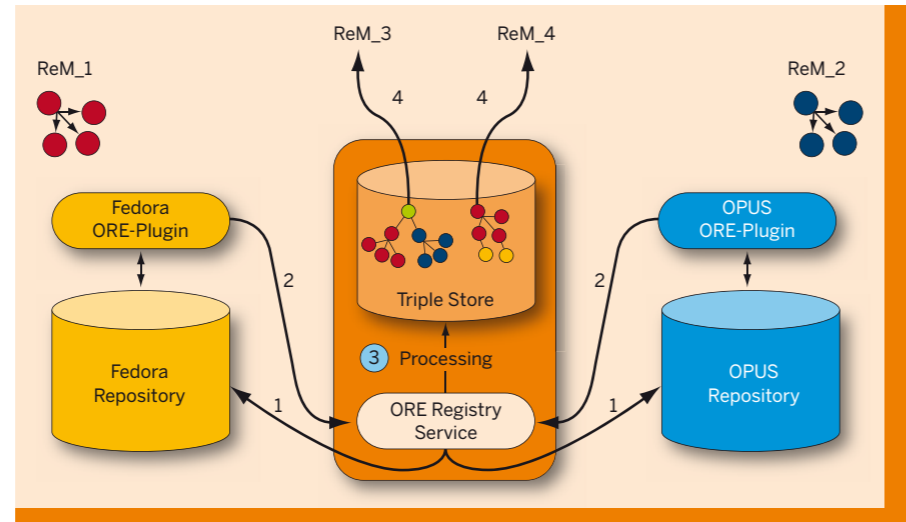 ReM_3
ReM_4
ReM_1
ReM_2
4
4
Fedora
ORE-Plugin
OPUS
ORE-Plugin
2
2
Triple Store
3
Processing
Fedora
Repository
OPUS
Repository
1
1
ORE Registry
Service